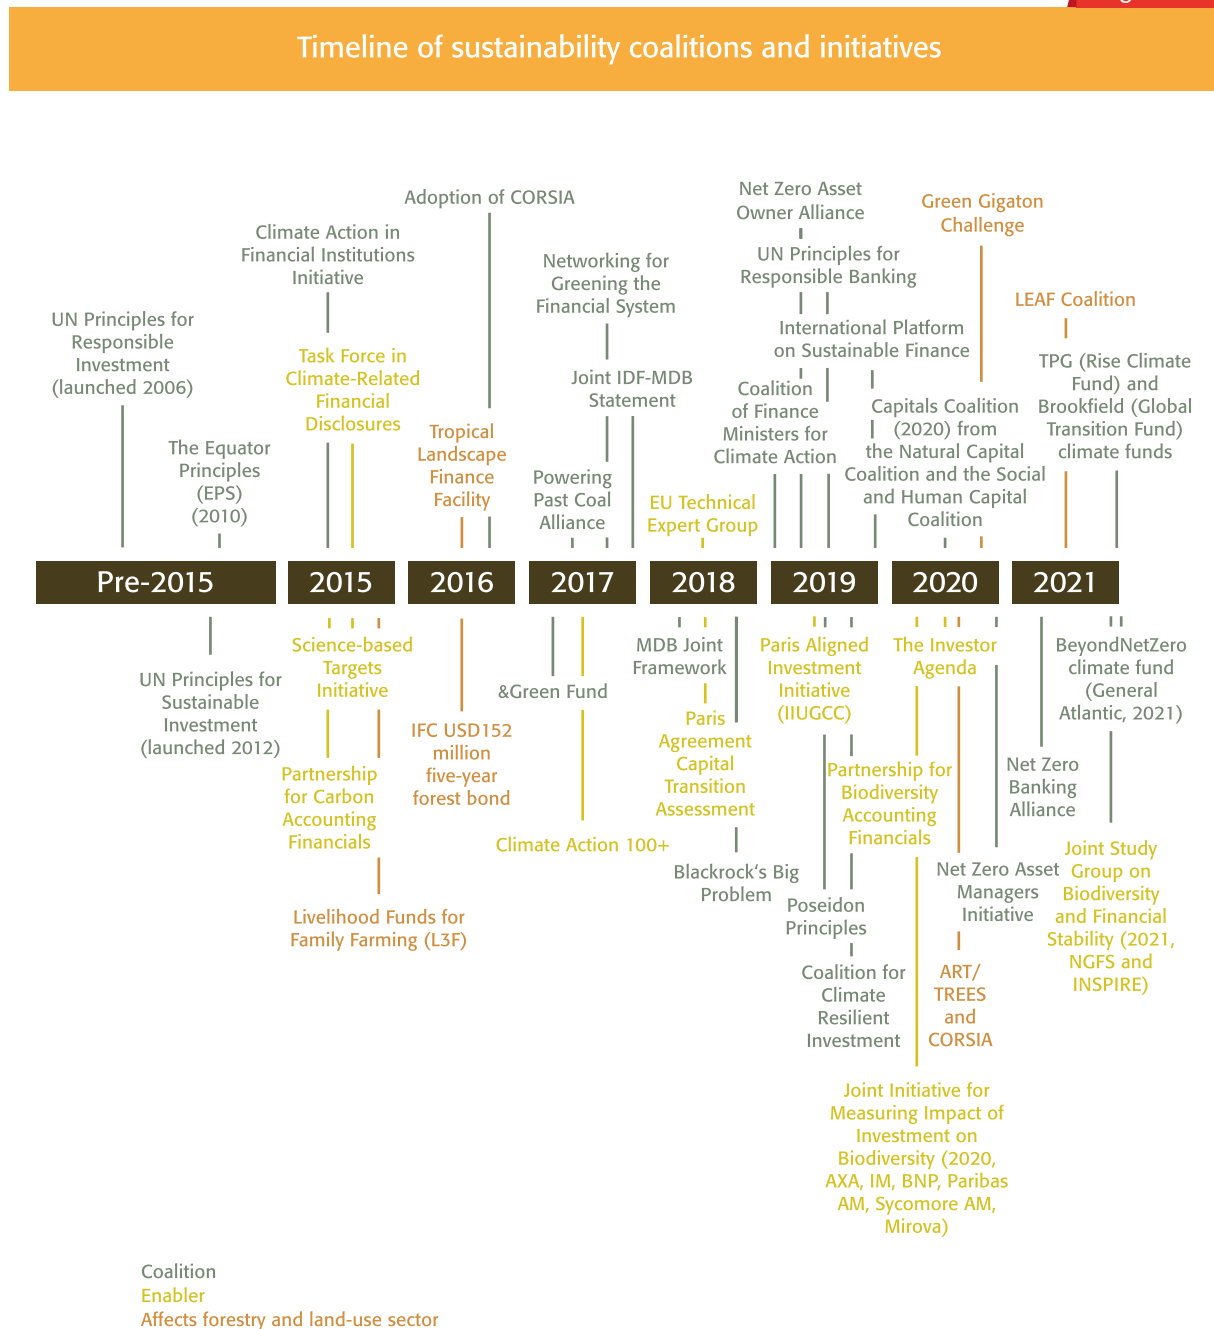 Timeline of sustainability coalitions and initiatives
Adoption of CORSIA
Net Zero Asset
Owner Alliance
Green Gigaton
Challenge
Climate Action in
Financial Institutions
Initiative
Networking for
Greening the
Financial System
UN Principles for
Responsible Banking
LEAF Coalition
UN Principles for
Responsible
Investment
(launched 2006)
Task Force in
Climate-Related
Financial
Disclosures
International Platform
on Sustainable Finance
TPG (Rise Climate
Fund) and
Brookfield (Global
Transition Fund)
climate funds
Joint IDF-MDB
Statement
Coalition
of Finance
Ministers for
Climate Action
Capitals Coalition
(2020) from
the Natural Capital
Coalition and the Social
and Human Capital
Coalition
The Equator
Principles
(EPS)
(2010)
Tropical
Landscape
Finance
Facility
Powering
Past Coal
Alliance
EU Technical
Expert Group
Pre-2015
2015
2016
2017
2018
2019
2020
2021
UN Principles for
Sustainable
Investment
(launched 2012)
Science-based
Targets
Initiative
Partnership
for Carbon
Accounting
Financials
Livelihood Funds for
Family Farming (L3F)
IFC USD152
million
five-year
forest bond
&Green Fund
Climate Action 100+
MDB Joint
Framework
Paris
Agreement
Capital
Transition
Assessment
Blackrock’s Big
Problem
Paris Aligned
Investment
Initiative
(IIUGCC)
Poseidon
Principles
Coalition for
Climate
Resilient
Investment
The Investor
Agenda
Partnership for
Biodiversity
Accounting
Financials
Net Zero Asset
Managers
Initiative
ART/
TREES
and
CORSIA
Joint Initiative for
Measuring Impact of
Investment on
Biodiversity (2020,
AXA, IM, BNP, Paribas
AM, Sycomore AM,
Mirova)
BeyondNetZero
climate fund
(General
Atlantic, 2021)
Net Zero
Banking
Alliance
Joint Study
Group on
Biodiversity
and Financial
Stability (2021,
NGFS and
INSPIRE)
Coalition
Enabler
Affects forestry and land-use sector